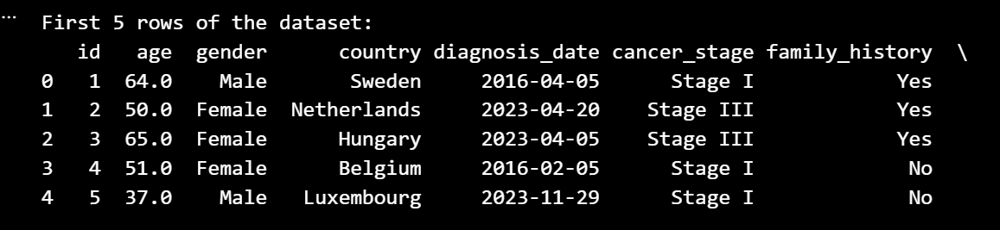 ...
First 5 rows of the dataset:
id age gender country diagnosis_date cancer_stage family_history \
0 1 64.0 Male Sweden 2016-04-05 Stage I Yes
1 2 50.0 Female Netherlands 2023-04-20 Stage III Yes
2 3 65.0 Female Hungary 2023-04-05 Stage III Yes
3 4 51.0 Female Belgium 2016-02-05 Stage I No
4 5 37.0 Male Luxembourg 2023-11-29 Stage I No